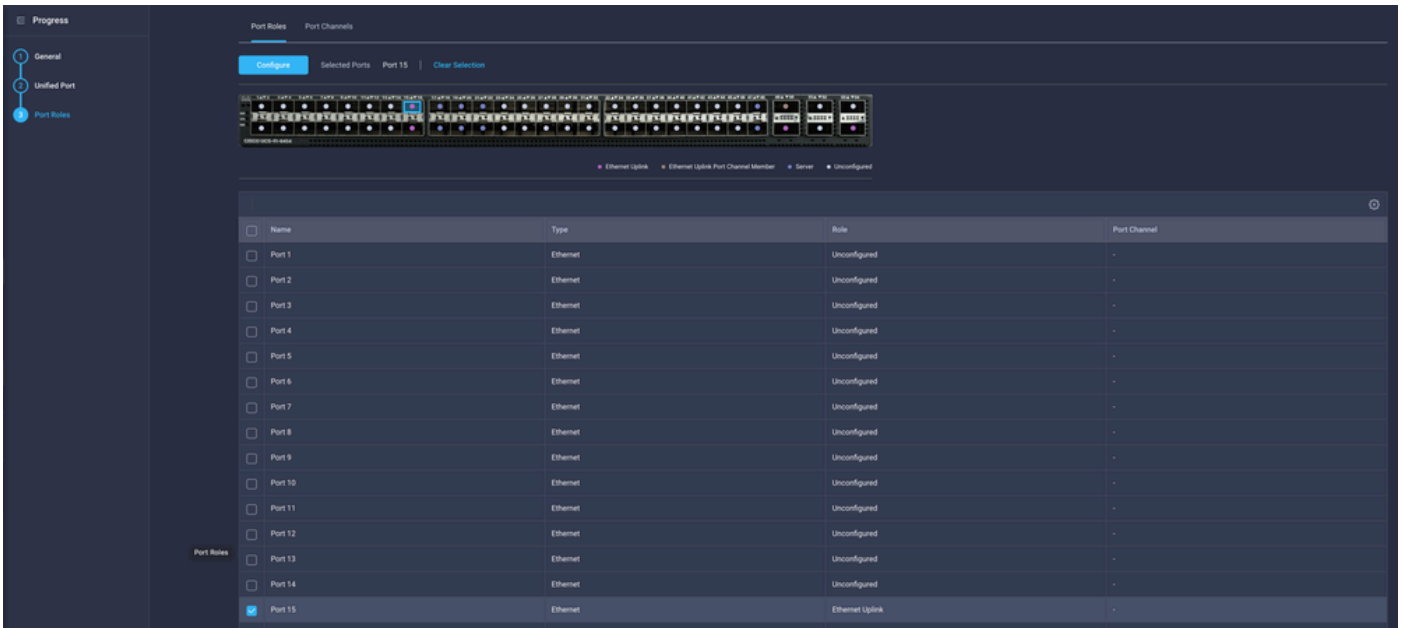 Progress
1 General
2 Unified Port
3 Port Roles
Port Roles Port Channels
Configure Selected Ports Port 15 | Clear Selection
Ethernet Uplink Ethernet Uplink Port Channel Member Server Unconfigured
Name Type Role Port Channel
Port 1 Ethernet Unconfigured -
Port 2 Ethernet Unconfigured -
Port 3 Ethernet Unconfigured -
Port 4 Ethernet Unconfigured -
Port 5 Ethernet Unconfigured -
Port 6 Ethernet Unconfigured -
Port 7 Ethernet Unconfigured -
Port 8 Ethernet Unconfigured -
Port 9 Ethernet Unconfigured -
Port 10 Ethernet Unconfigured -
Port 11 Ethernet Unconfigured -
Port 12 Ethernet Unconfigured -
Port Roles
Port 13 Ethernet Unconfigured -
Port 14 Ethernet Unconfigured -
Port 15 Ethernet Ethernet Uplink -